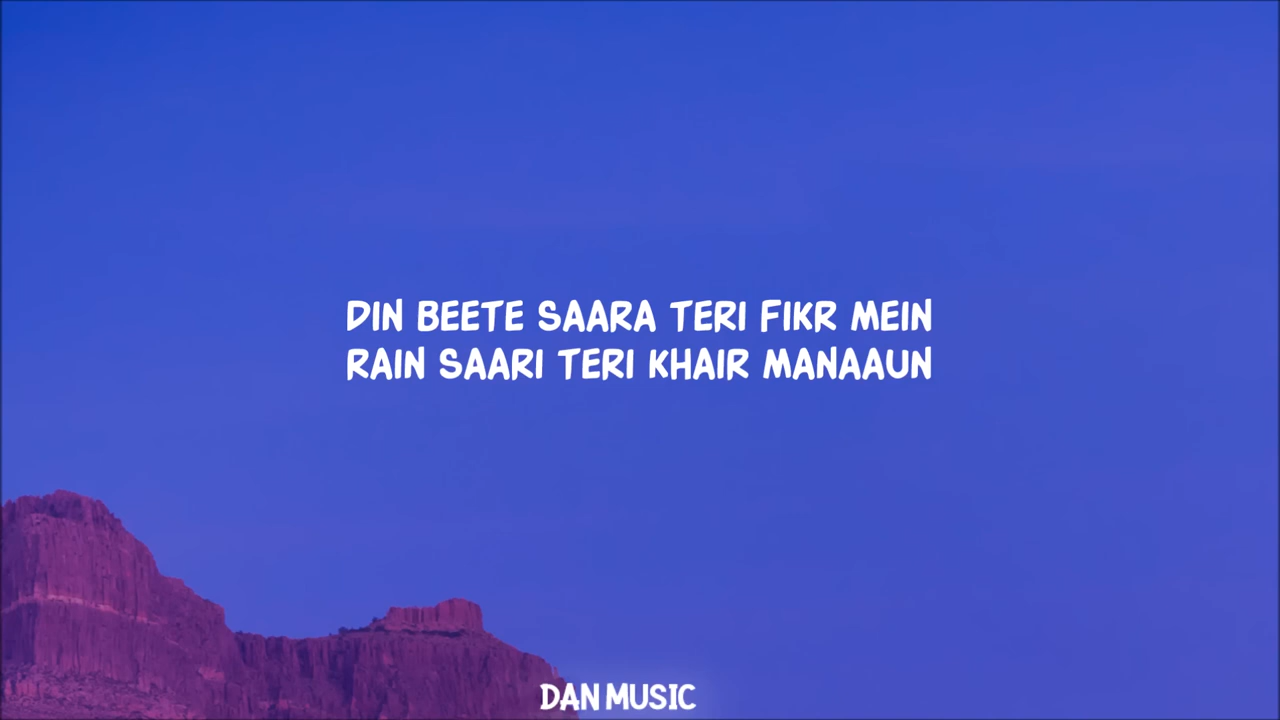 DIN BEETE SAARA TERI FIKR MEIN
RAIN SAARI TERI KHAIR MANAAUN
DAN MUSIC